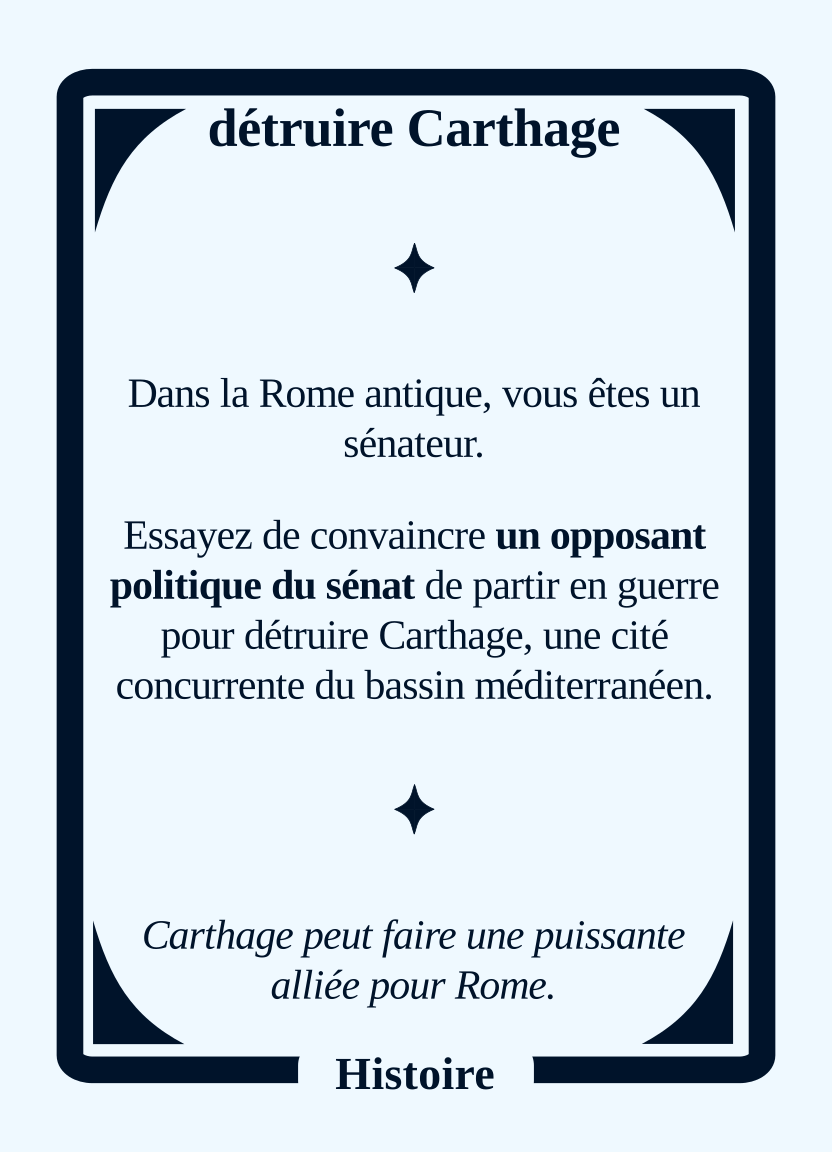 détruire Carthage
Dans la Rome antique, vous êtes un
sénateur.
Essayez de convaincre un opposant
politique du sénat de partir en guerre
pour détruire Carthage, une cité
concurrente du bassin méditerranéen.
Carthage peut faire une puissante
alliée pour Rome.
Histoire